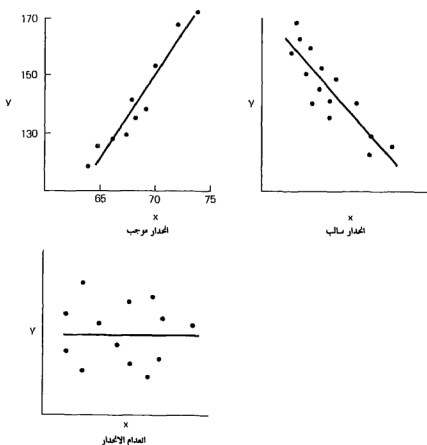 170
150
130
y
65 70 75
x
انحدار موجب
y
x
انحدار سالب
y
x
انعدام الانحدار